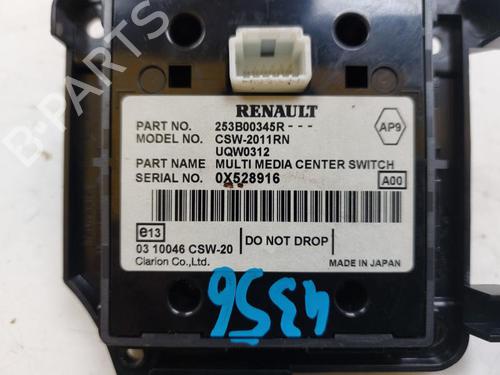 B-PARTS
RENAULT
PART NO. 253B00345R---
MODEL NO. CSW-2011RN
UQW0312
PART NAME MULTI MEDIA CENTER SWITCH
SERIAL NO. 0X528916
AP9
A00
e13
03 10046 CSW-20
DO NOT DROP
Clarion Co.,Ltd.
MADE IN JAPAN
4356